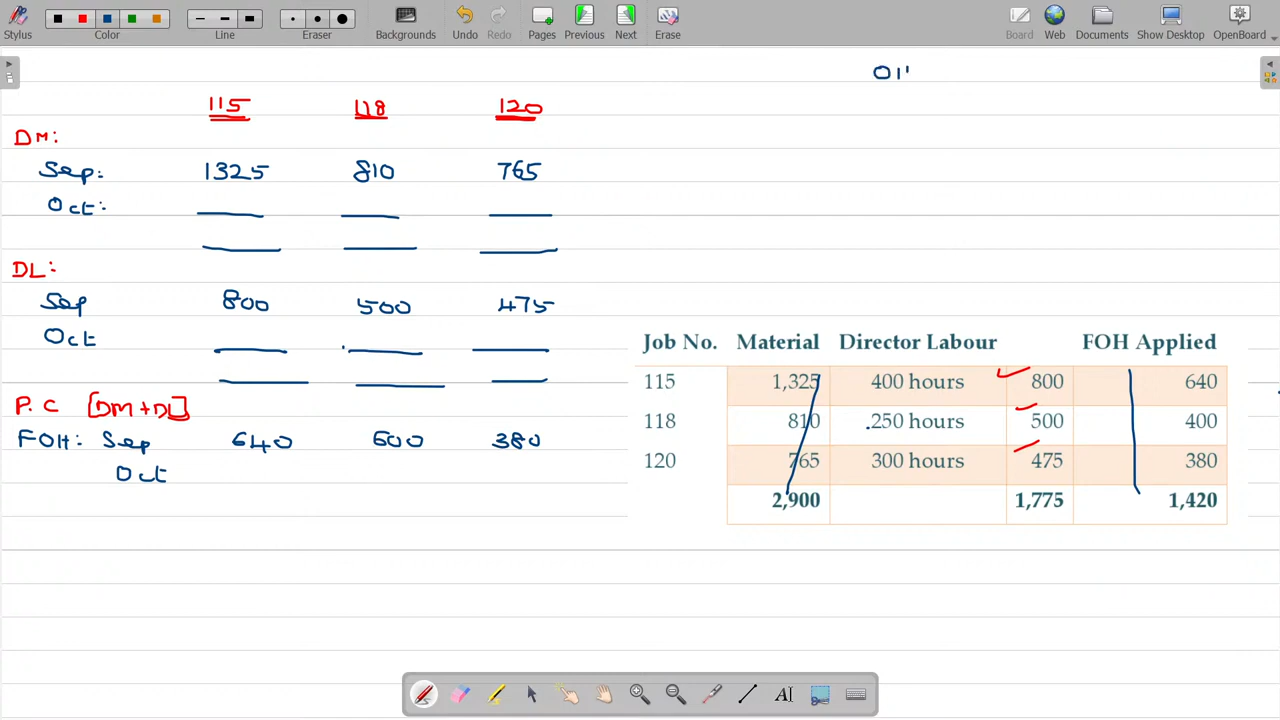 Stylus Color Line Eraser Backgrounds Undo Redo Pages Previous Next Erase Board Web Documents Show Desktop OpenBoard
011
115 118 120
DM:
Sep: 1325 810 765
Oct:
DL:
Sep 800 500 475
Oct
P.C [DM+DL]
FOH: Sep 640 600 380
Oct
Job No. Material Director Labour FOH Applied
115 1,325 400 hours 800 640
118 810 250 hours 500 400
120 765 300 hours 475 380
2,900 1,775 1,420